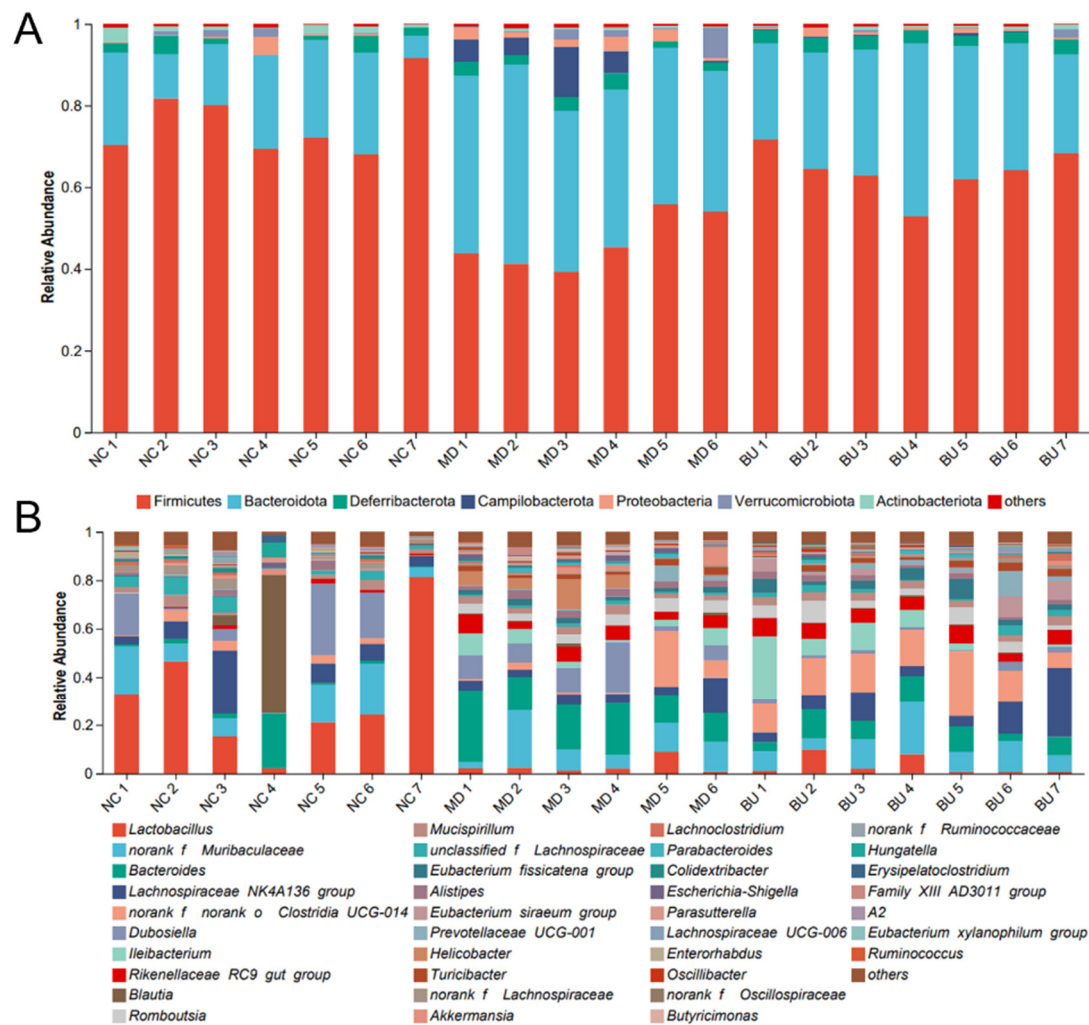 A
Relative Abundance
1
0.8
0.6
0.4
0.2
0
NC 1 NC 2 NC 3 NC 4 NC 5 NC 6 NC 7 MD 1 MD 2 MD 3 MD 4 MD 5 MD 6 BU 1 BU 2 BU 3 BU 4 BU 5 BU 6 BU 7
Firmicutes Bacteroidota Deferribacterota Campilobacterota Proteobacteria Verrucomicrobiota Actinobacteriota others
B
Relative Abundance
1
0.8
0.6
0.4
0.2
0
NC 1 NC 2 NC 3 NC 4 NC 5 NC 6 NC 7 MD 1 MD 2 MD 3 MD 4 MD 5 MD 6 BU 1 BU 2 BU 3 BU 4 BU 5 BU 6 BU 7
Lactobacillus
norank f Muribaculaceae
Bacteroides
Lachnospiraceae NK4A136 group
norank f norank o Clostridia UCG-014
Dubosiella
Ileibacterium
Rikenellaceae RC9 gut group
Blautia
Romboutsia
Mucispirillum
unclassified f Lachnospiraceae
Eubacterium fissicatena group
Alistipes
Eubacterium siraeum group
Prevotellaceae UCG-001
Helicobacter
Turicibacter
norank f Lachnospiraceae
Akkermansia
Lachnoclostridium
Parabacteroides
Colidextribacter
Escherichia-Shigella
Parasutterella
Lachnospiraceae UCG-006
Enterorhabdus
Oscillibacter
norank f Oscillospiraceae
Butyricimonas
norank f Ruminococcaceae
Hungatella
Erysipelatoclostridium
Family XIII AD3011 group
A2
Eubacterium xylanophilum group
Ruminococcus
others